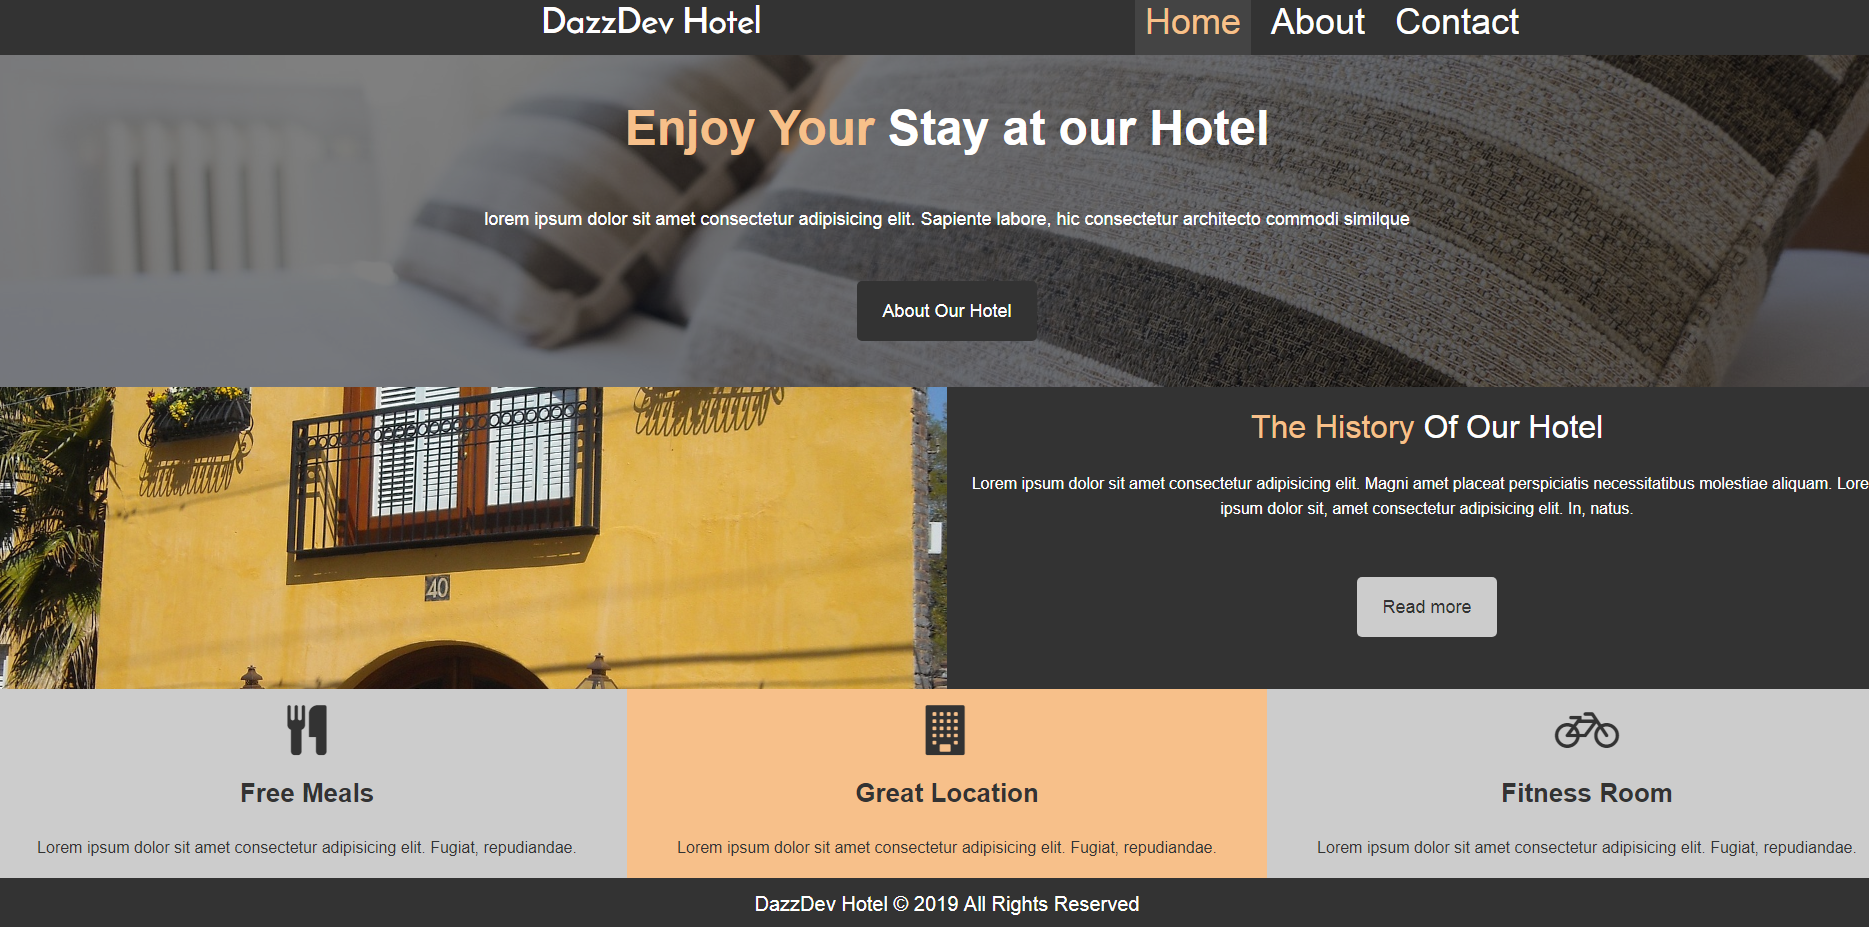 DazzDev Hotel
Home About Contact
Enjoy Your Stay at our Hotel
lorem ipsum dolor sit amet consectetur adipisicing elit. Sapiente labore, hic consectetur architecto commodi similque
About Our Hotel
40
The History Of Our Hotel
Lorem ipsum dolor sit amet consectetur adipisicing elit. Magni amet placeat perspiciatis necessitatibus molestiae aliquam. Lore
ipsum dolor sit, amet consectetur adipisicing elit. In, natus.
Read more
Free Meals
Lorem ipsum dolor sit amet consectetur adipisicing elit. Fugiat, repudiandae.
Great Location
Lorem ipsum dolor sit amet consectetur adipisicing elit. Fugiat, repudiandae.
Fitness Room
Lorem ipsum dolor sit amet consectetur adipisicing elit. Fugiat, repudiandae.
DazzDev Hotel © 2019 All Rights Reserved